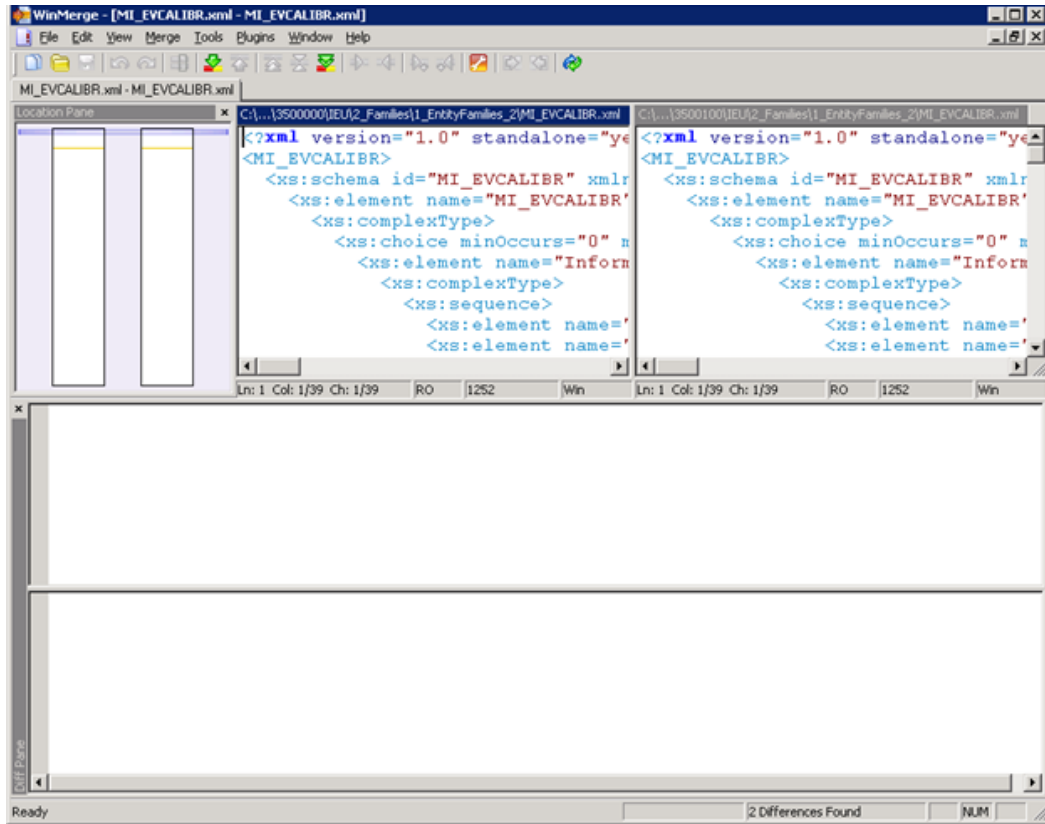 WinMerge - [MI_EVCALIBR.xml - MI_EVCALIBR.xml]
File Edit View Merge Tools Plugins Window Help
MI_EVCALIBR.xml - MI_EVCALIBR.xml
Location Pane
C:\...\3500000\IEU\2_Families\1_EntityFamilies_2\MI_EVCALIBR.xml
<?xml version="1.0" standalone="ye
<MI_EVCALIBR>
<xs:schema id="MI_EVCALIBR" xmlr
<xs:element name="MI_EVCALIBR"
<xs:complexType>
<xs:choice minOccurs="0" m
<xs:element name="Inform
<xs:complexType>
<xs:sequence>
<xs:element name="
<xs:element name="
Ln: 1 Col: 1/39 Ch: 1/39 RO 1252 Win
C:\...\3500100\IEU\2_Families\1_EntityFamilies_2\MI_EVCALIBR.xml
<?xml version="1.0" standalone="ye
<MI_EVCALIBR>
<xs:schema id="MI_EVCALIBR" xmlr
<xs:element name="MI_EVCALIBR"
<xs:complexType>
<xs:choice minOccurs="0" m
<xs:element name="Inform
<xs:complexType>
<xs:sequence>
<xs:element name="
<xs:element name="
Ln: 1 Col: 1/39 Ch: 1/39 RO 1252 Win
Diff Pane
Ready 2 Differences Found NUM